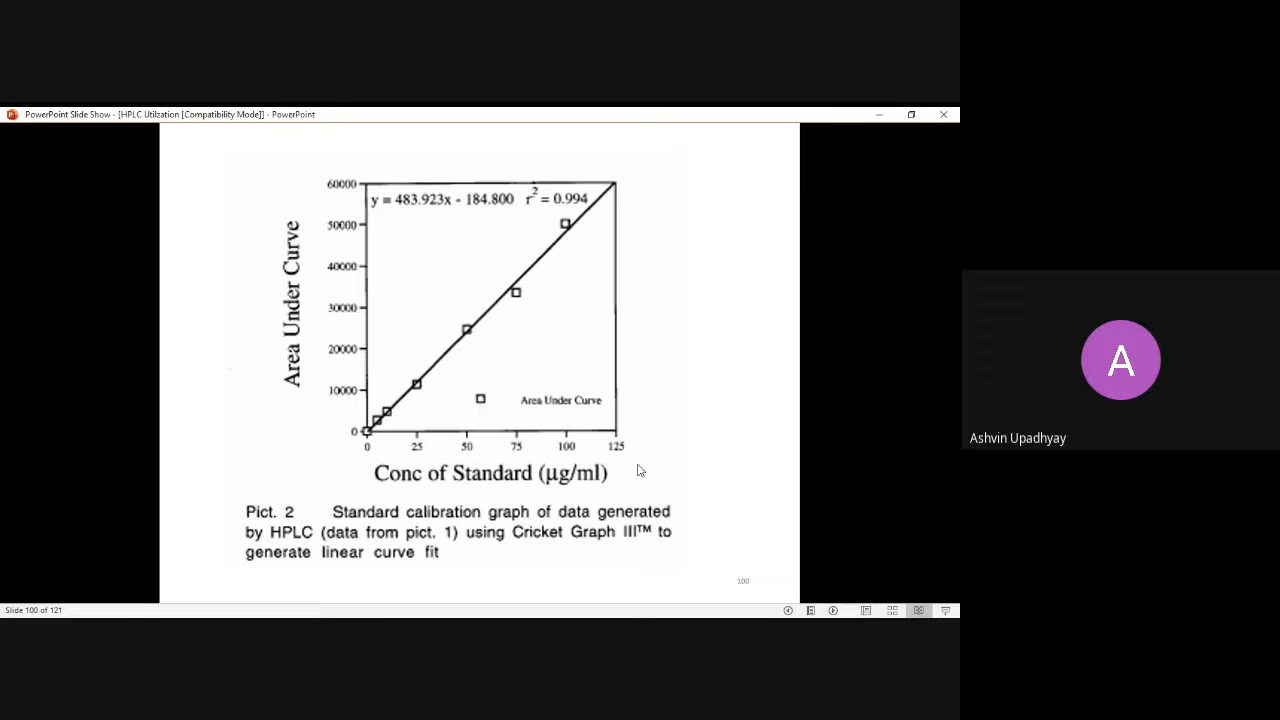 PowerPoint Slide Show - [HPLC Utilzation [Compatibility Mode]] - PowerPoint
60000
y = 483.923x - 184.800 r² = 0.994
50000
40000
30000
20000
10000
0
Area Under Curve
Area Under Curve
0 25 50 75 100 125
Conc of Standard (µg/ml)
Pict. 2 Standard calibration graph of data generated
by HPLC (data from pict. 1) using Cricket Graph III™ to
generate linear curve fit
100
Slide 100 of 121
A
Ashvin Upadhyay